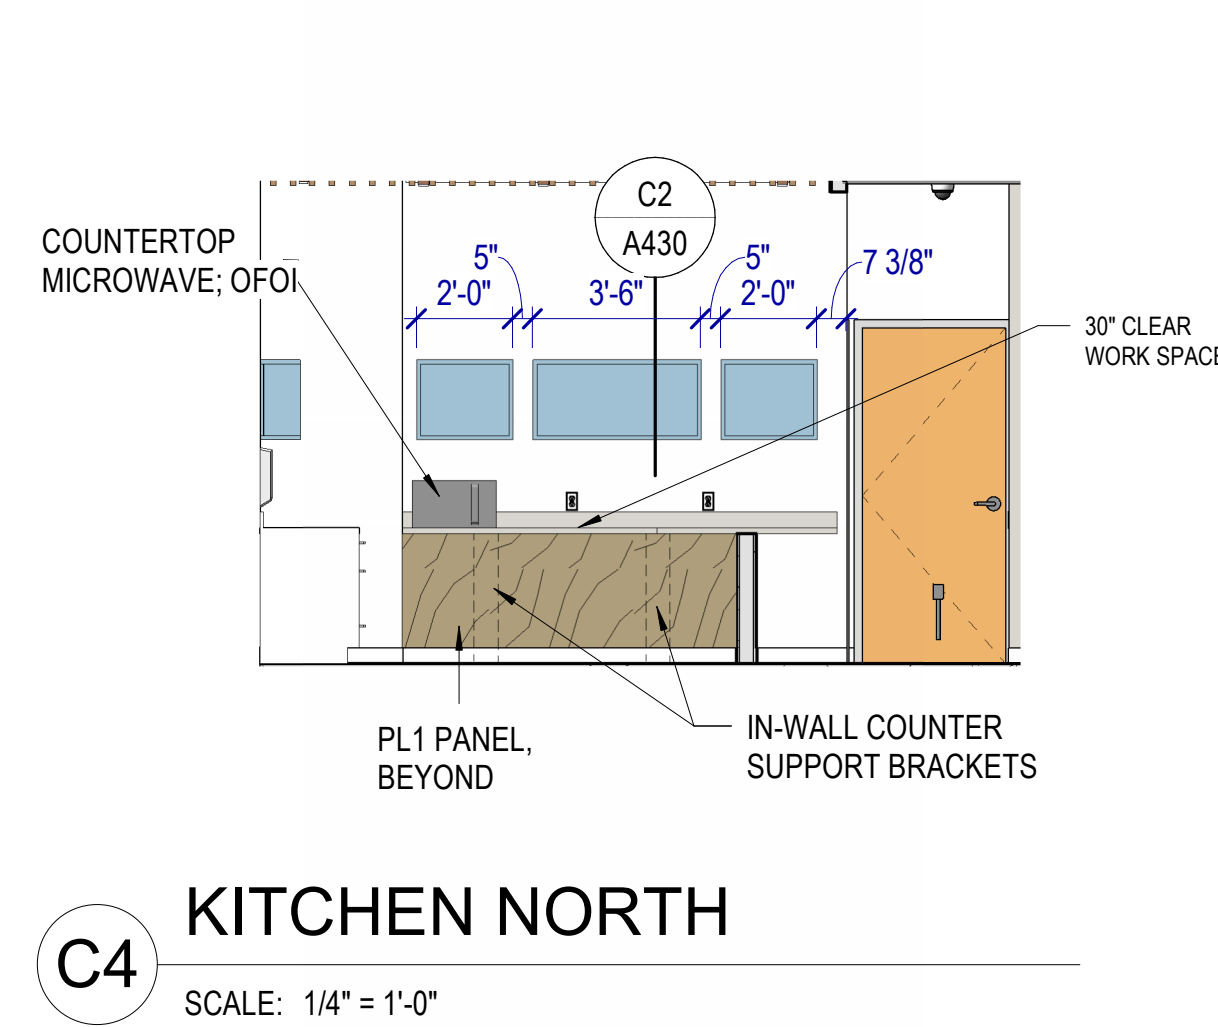 C2
A430
COUNTERTOP
MICROWAVE; OFOI
5"
5"
7 3/8"
2'-0"
3'-6"
2'-0"
30" CLEAR
WORK SPACE
PL1 PANEL,
BEYOND
IN-WALL COUNTER
SUPPORT BRACKETS
C4
KITCHEN NORTH
SCALE: 1/4" = 1'-0"